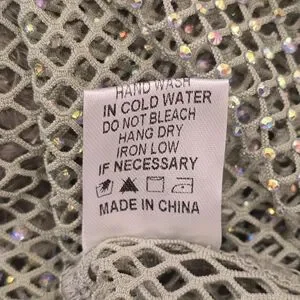 HAND WASH
IN COLD WATER
DO NOT BLEACH
HANG DRY
IRON LOW
IF NECESSARY
MADE IN CHINA